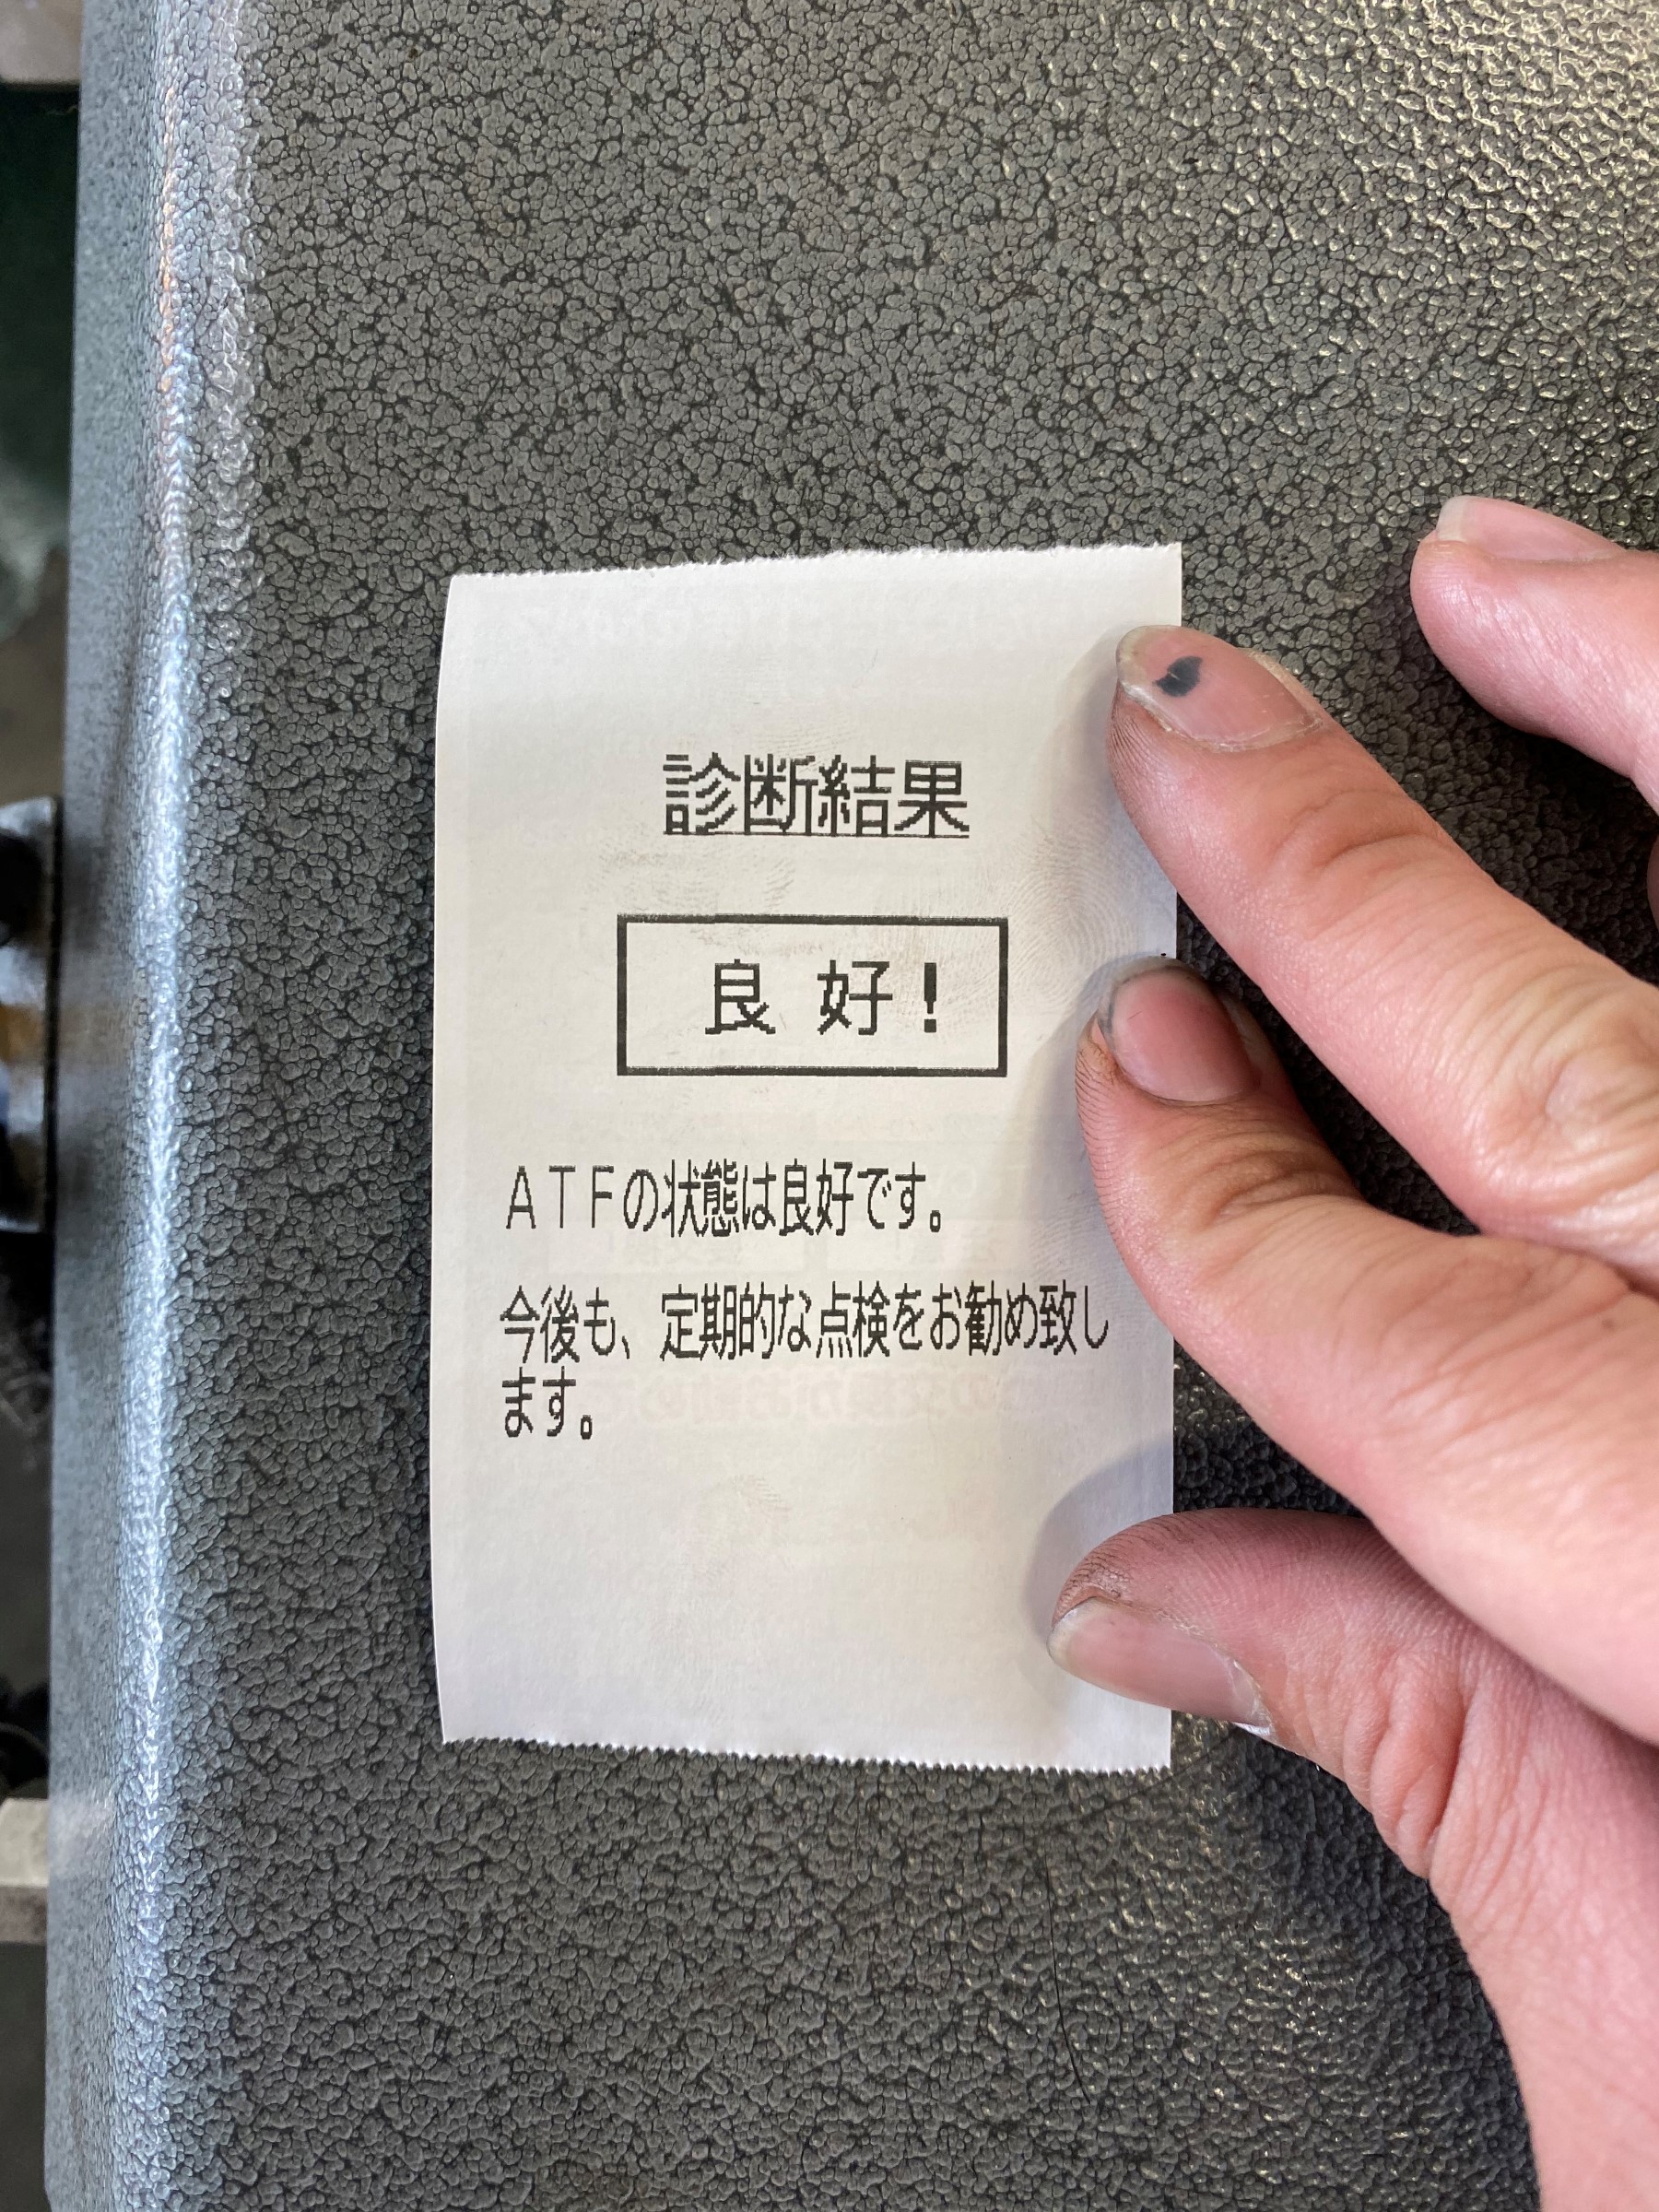 診断結果
良 好!
ATFの状態は良好です。
今後も、定期的な点検をお勧め致し
ます。